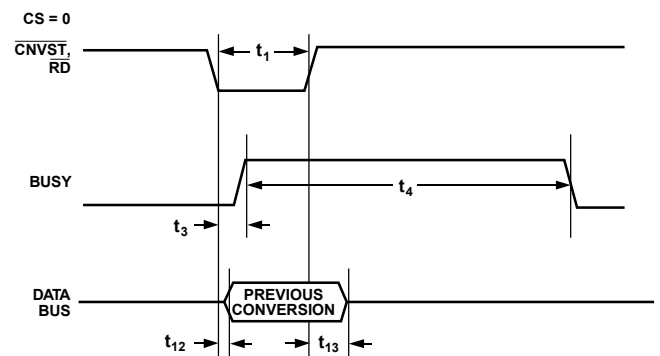 CS = 0
CNVST,
RD
t1
BUSY
t4
t3
DATA
BUS
PREVIOUS
CONVERSION
t12
t13